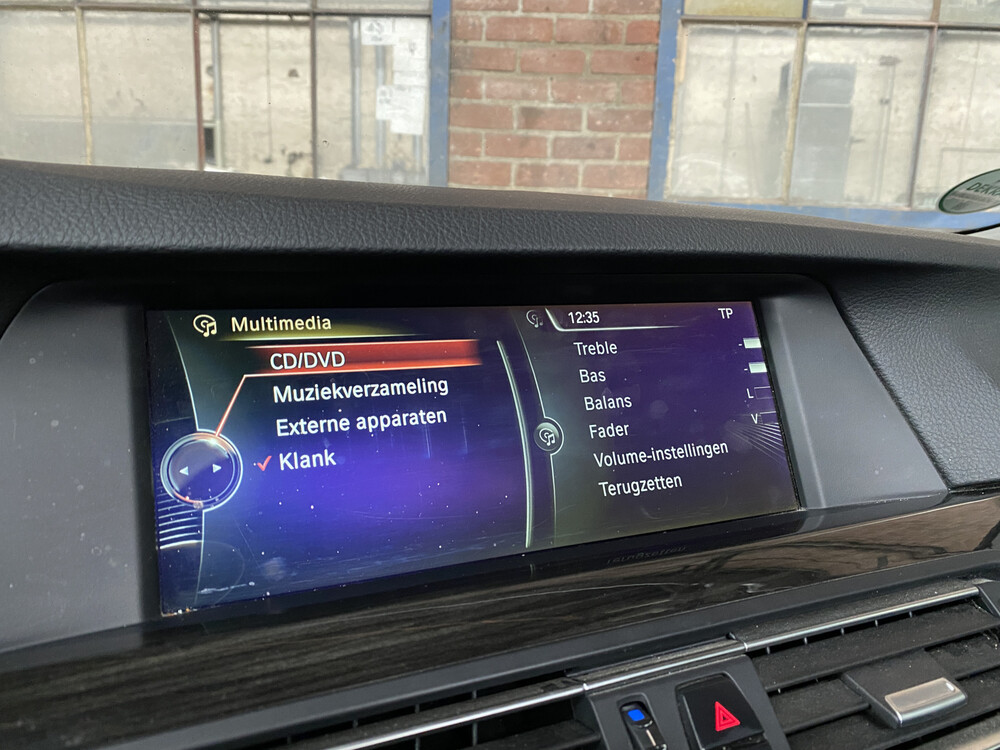 Multimedia
CD/DVD
Muziekverzameling
Externe apparaten
Klank
12:35
TP
Treble
Bas
Balans
L
Fader
V
Volume-instellingen
Terugzetten